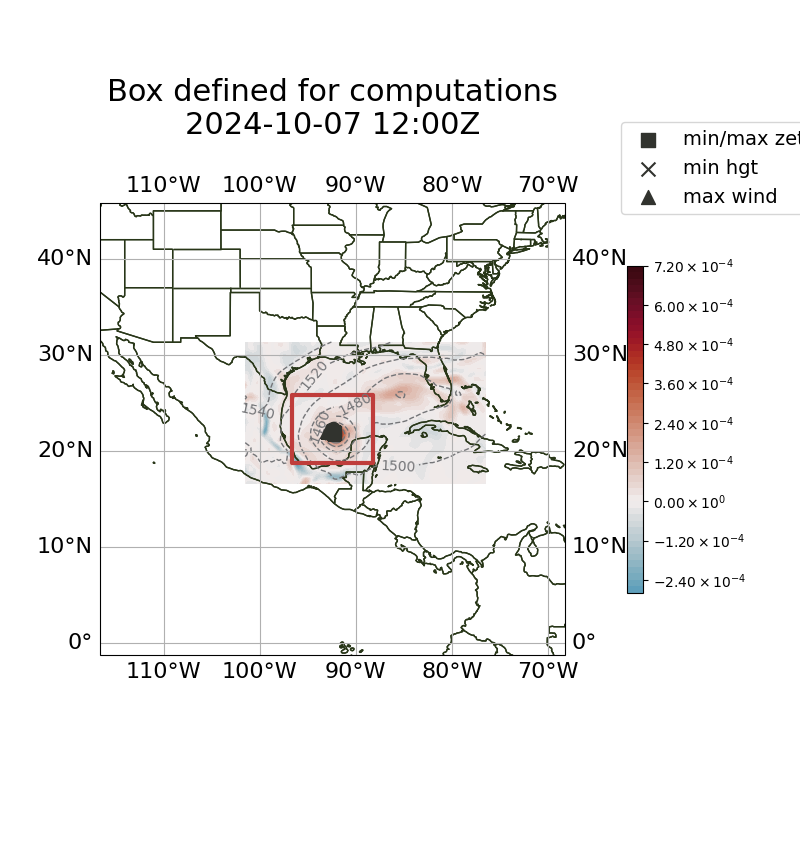 Box defined for computations
2024-10-07 12:00Z
min/max zet
min hgt
max wind
110°W 100°W 90°W 80°W 70°W
40°N 40°N
30°N 30°N
20°N 20°N
10°N 10°N
0° 0°
110°W 100°W 90°W 80°W 70°W
1520
1540
1480
1460
1500
7.20 × 10⁻⁴
6.00 × 10⁻⁴
4.80 × 10⁻⁴
3.60 × 10⁻⁴
2.40 × 10⁻⁴
1.20 × 10⁻⁴
0.00 × 10⁰
−1.20 × 10⁻⁴
−2.40 × 10⁻⁴